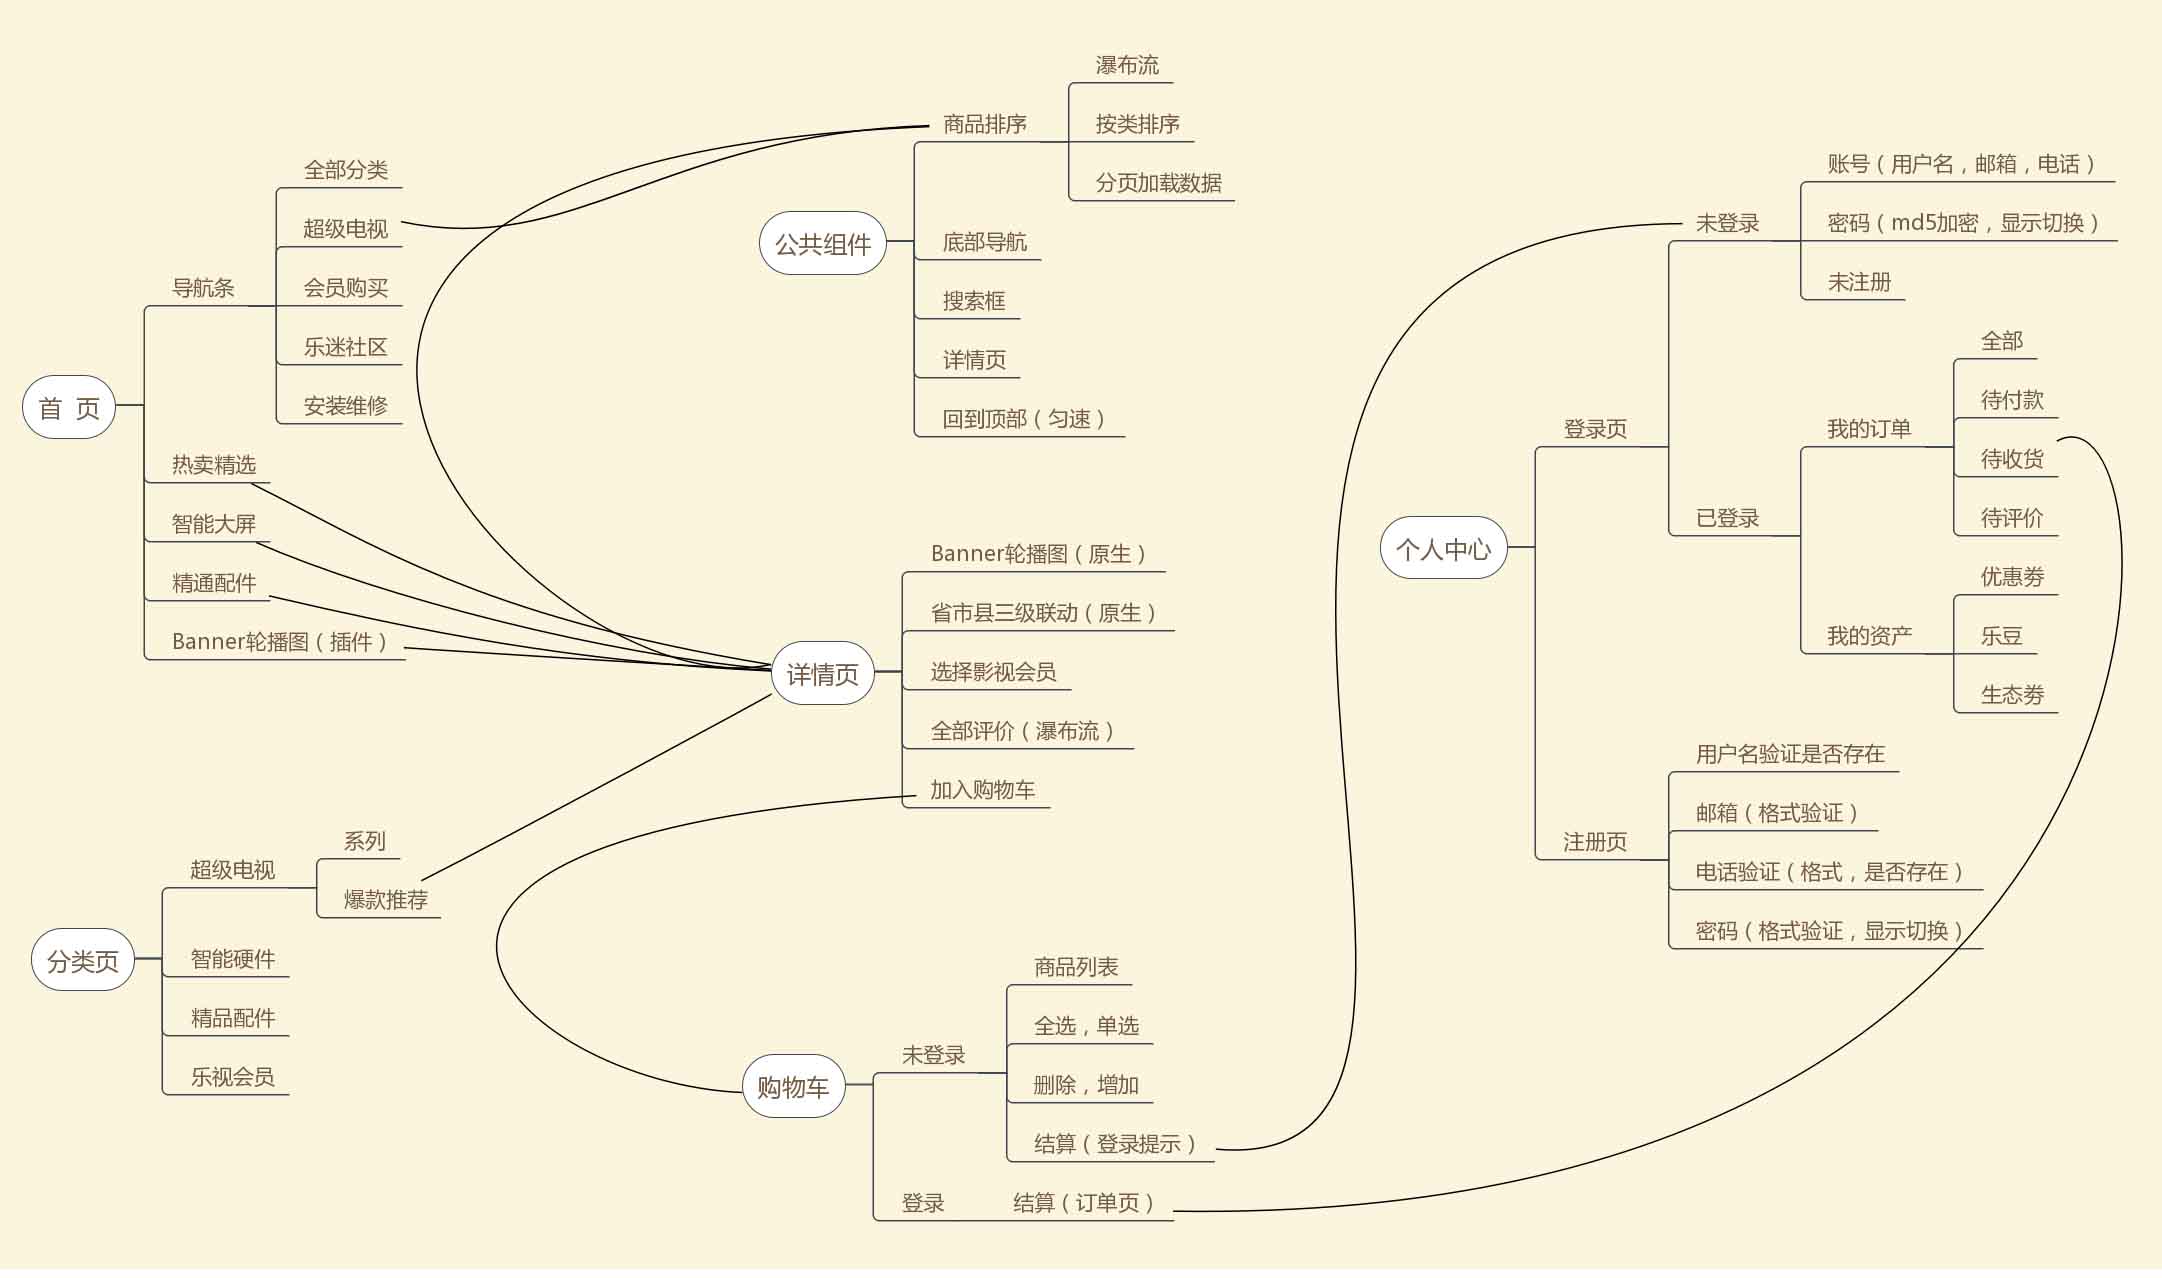 首 页
导航条
全部分类
超级电视
会员购买
乐迷社区
安装维修
热卖精选
智能大屏
精通配件
Banner轮播图（插件）
公共组件
商品排序
瀑布流
按类排序
分页加载数据
底部导航
搜索框
详情页
回到顶部（匀速）
详情页
Banner轮播图（原生）
省市县三级联动（原生）
选择影视会员
全部评价（瀑布流）
加入购物车
分类页
超级电视
系列
爆款推荐
智能硬件
精品配件
乐视会员
购物车
未登录
商品列表
全选，单选
删除，增加
结算（登录提示）
登录
结算（订单页）
个人中心
登录页
未登录
账号（用户名，邮箱，电话）
密码（md5加密，显示切换）
未注册
已登录
我的订单
全部
待付款
待收货
待评价
我的资产
优惠劵
乐豆
生态劵
注册页
用户名验证是否存在
邮箱（格式验证）
电话验证（格式，是否存在）
密码（格式验证，显示切换）